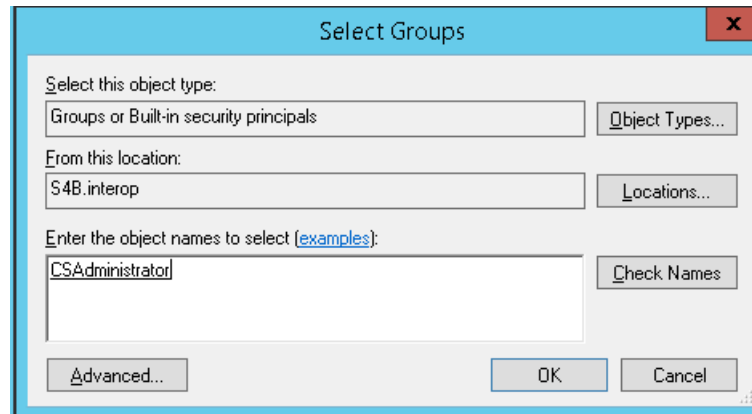 Select Groups
x
Select this object type:
Groups or Built-in security principals
Object Types...
From this location:
S4B.interop
Locations...
Enter the object names to select (examples):
CSAdministrator
Check Names
Advanced...
OK
Cancel